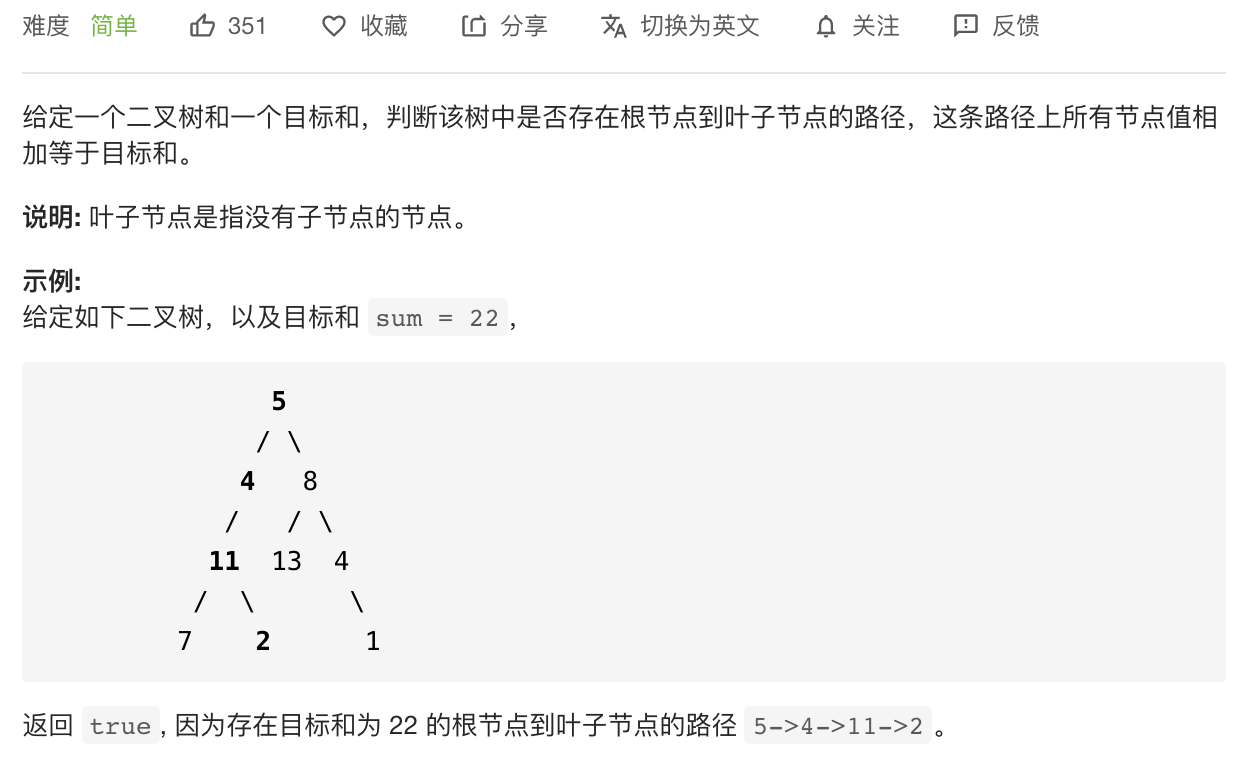 难度 简单 351 收藏 分享 切换为英文 关注 反馈
给定一个二叉树和一个目标和，判断该树中是否存在根节点到叶子节点的路径，这条路径上所有节点值相
加等于目标和。
说明: 叶子节点是指没有子节点的节点。
示例:
给定如下二叉树，以及目标和 sum = 22，
5
/ \
4 8
/ / \
11 13 4
/ \ \
7 2 1
返回 true, 因为存在目标和为 22 的根节点到叶子节点的路径 5->4->11->2。